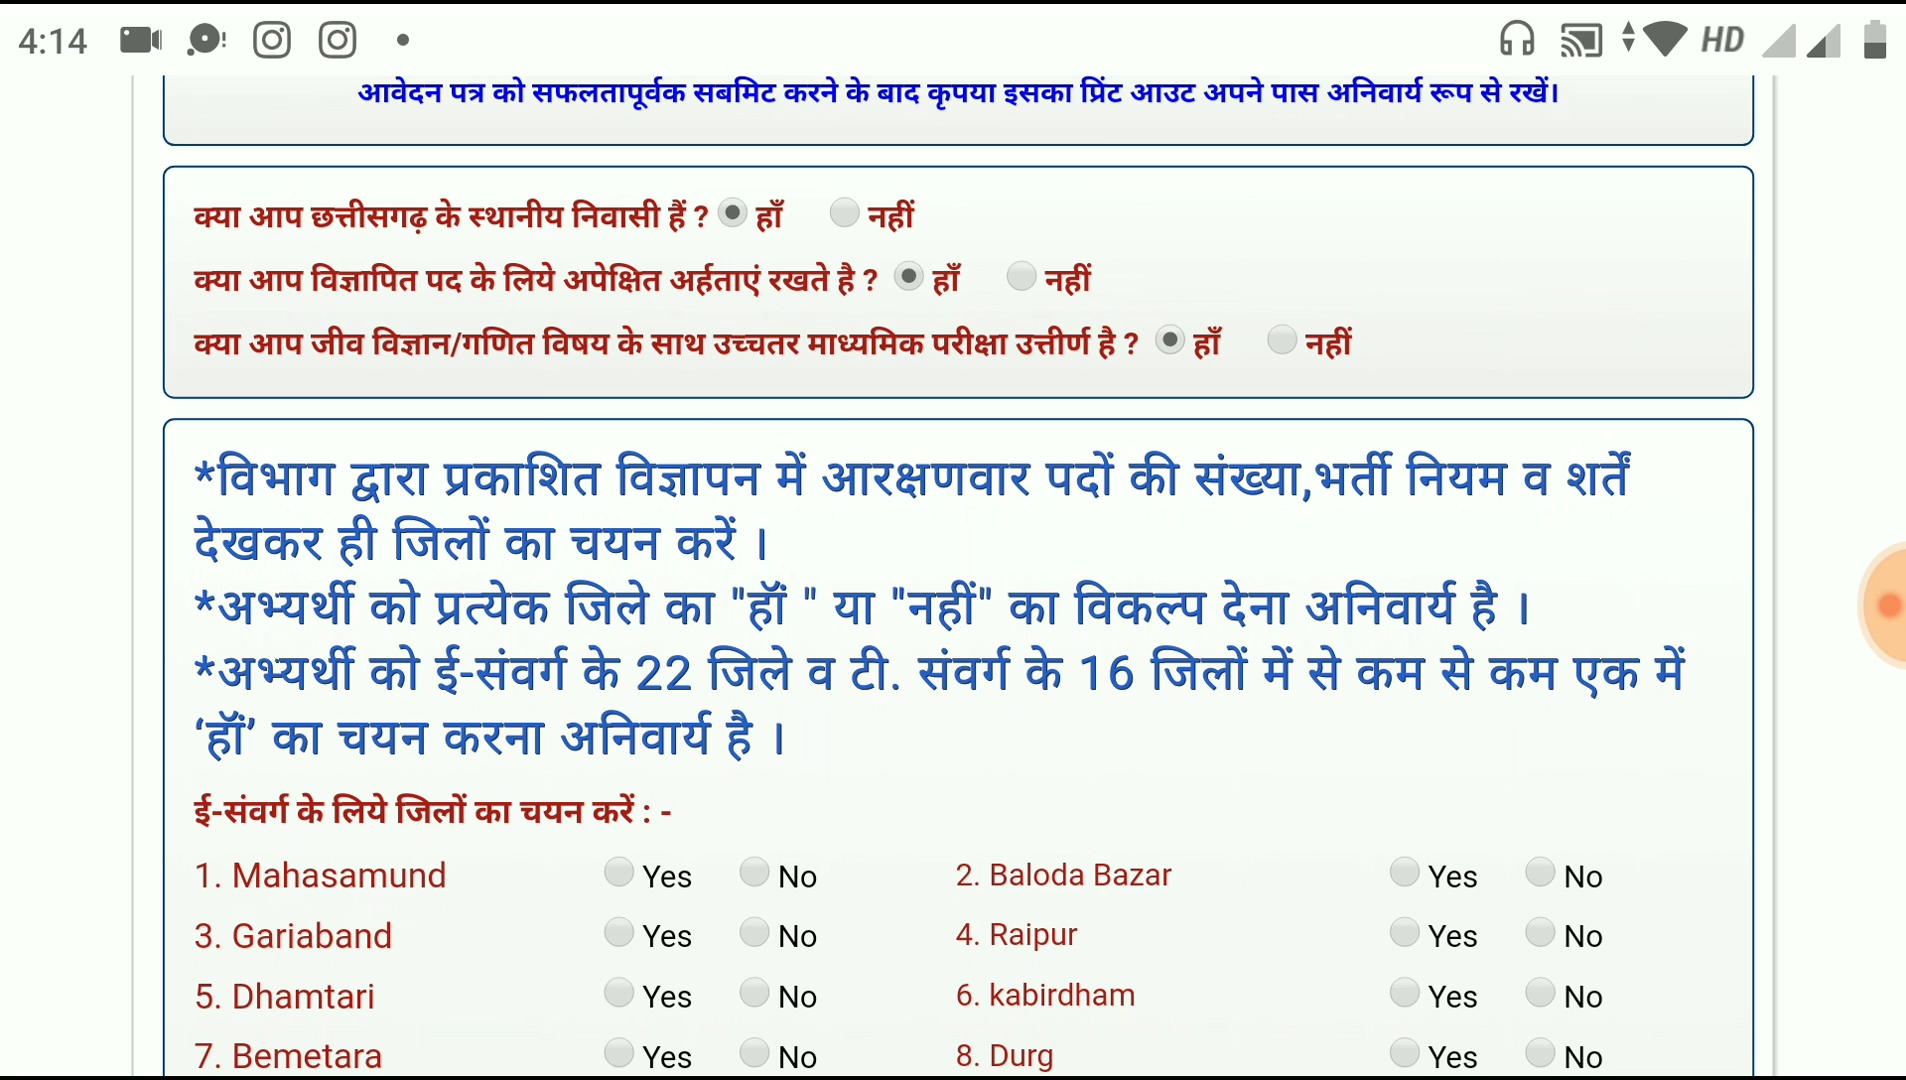 4:14 HD
आवेदन पत्र को सफलतापूर्वक सबमिट करने के बाद कृपया इसका प्रिंट आउट अपने पास अनिवार्य रूप से रखें।
क्या आप छत्तीसगढ़ के स्थानीय निवासी हैं ? हाँ नहीं
क्या आप विज्ञापित पद के लिये अपेक्षित अर्हताएं रखते है ? हाँ नहीं
क्या आप जीव विज्ञान/गणित विषय के साथ उच्चतर माध्यमिक परीक्षा उत्तीर्ण है ? हाँ नहीं
*विभाग द्वारा प्रकाशित विज्ञापन में आरक्षणवार पदों की संख्या,भर्ती नियम व शर्तें
देखकर ही जिलों का चयन करें ।
*अभ्यर्थी को प्रत्येक जिले का "हॉं " या "नहीं" का विकल्प देना अनिवार्य है ।
*अभ्यर्थी को ई-संवर्ग के 22 जिले व टी. संवर्ग के 16 जिलों में से कम से कम एक में
‘हॉं’ का चयन करना अनिवार्य है ।
ई-संवर्ग के लिये जिलों का चयन करें : -
1. Mahasamund Yes No 2. Baloda Bazar Yes No
3. Gariaband Yes No 4. Raipur Yes No
5. Dhamtari Yes No 6. kabirdham Yes No
7. Bemetara Yes No 8. Durg Yes No